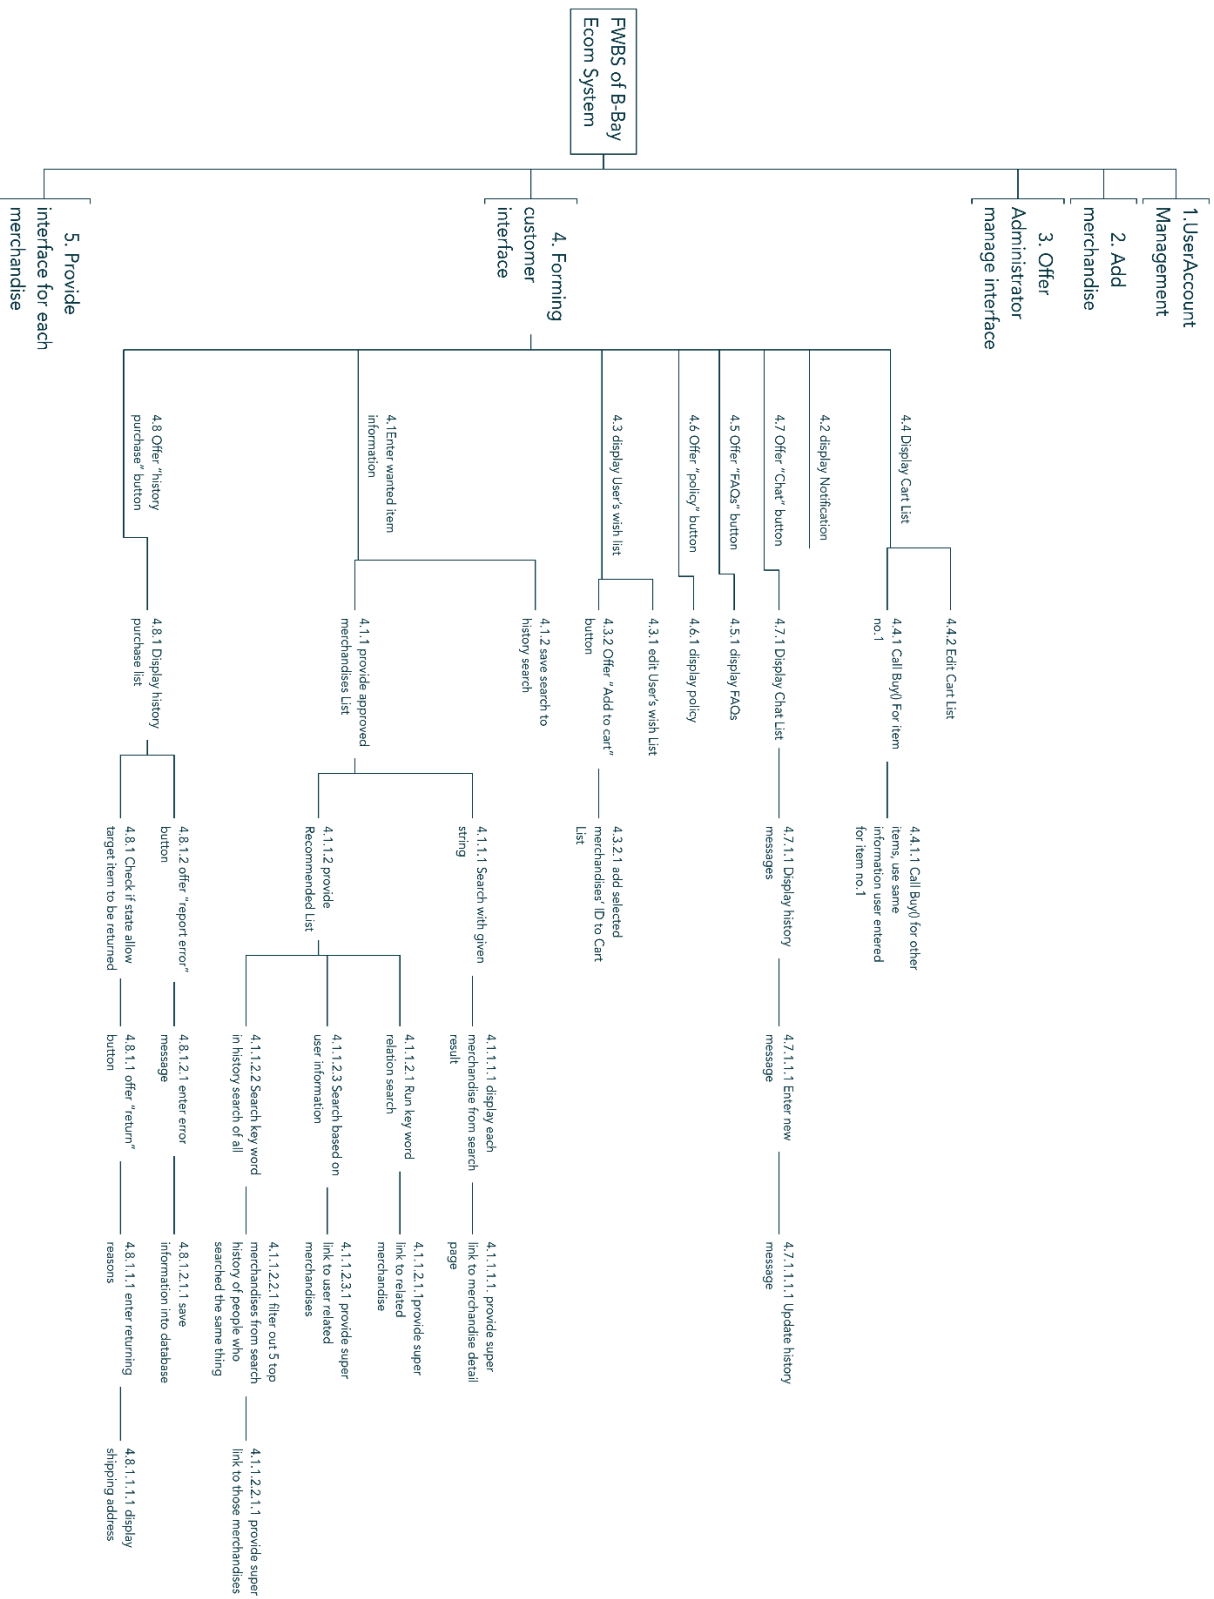 FWBS of B-Bay
Ecom System
1.UserAccount
Management
2. Add
merchandise
3. Offer
Administrator
manage interface
4. Forming
customer
interface
5. Provide
interface for each
merchandise
4.4 Display Cart List
4.2 display Notification
4.7 Offer “Chat” button
4.5 Offer “FAQs” button
4.6 Offer “policy” button
4.3 display User’s wish list
4.1Enter wanted item
information
4.8 Offer “history
purchase” button
4.4.2 Edit Cart List
4.4.1 Call Buy() For item
no.1
4.7.1 Display Chat List
4.5.1 display FAQs
4.6.1 display policy
4.3.1 edit User’s wish List
4.3.2 Offer “Add to cart”
button
4.1.2 save search to
history search
4.1.1 provide approved
merchandises List
4.8.1 Display history
purchase list
4.4.1.1 Call Buy() for other
items, use same
information user entered
for item no.1
4.7.1.1 Display history
messages
4.3.2.1 add selected
merchandises’ ID to Cart
List
4.1.1.1 Search with given
string
4.1.1.2 provide
Recommended List
4.8.1.2 offer “report error”
button
4.8.1 Check if state allow
target item to be returned
4.7.1.1.1 Enter new
message
4.1.1.1.1 display each
merchandise from search
result
4.1.1.2.1 Run key word
relation search
4.1.1.2.3 Search based on
user information
4.1.1.2.2 Search key word
in history search of all
4.8.1.2.1 enter error
message
4.8.1.1 offer “return”
button
4.7.1.1.1.1 Update history
message
4.1.1.1.1. provide super
link to merchandise detail
page
4.1.1.2.1.1provide super
link to related
merchandise
4.1.1.2.3.1 provide super
link to user related
merchandises
4.1.1.2.2.1 filter out 5 top
merchandises from search
history of people who
searched the same thing
4.8.1.2.1.1 save
information into database
4.8.1.1.1 enter returning
reasons
4.1.1.2.2.1.1 provide super
link to those merchandises
4.8.1.1.1.1 display
shipping address